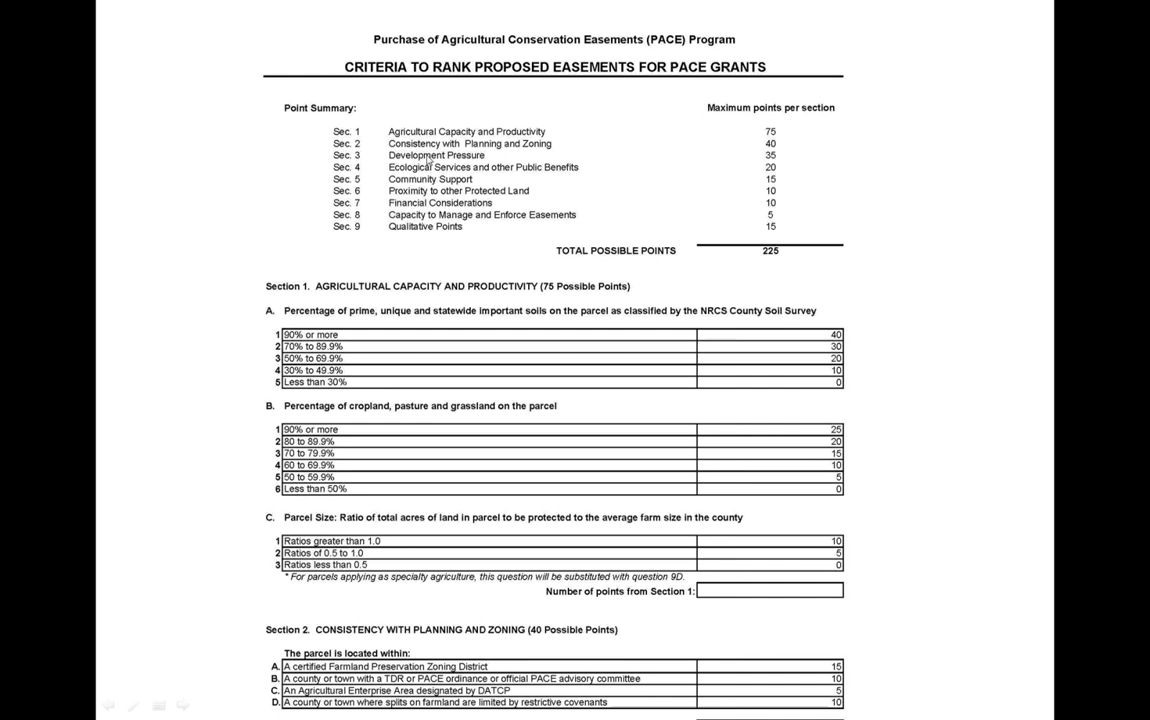 Purchase of Agricultural Conservation Easements (PACE) Program
CRITERIA TO RANK PROPOSED EASEMENTS FOR PACE GRANTS
Point Summary: Maximum points per section
Sec. 1 Agricultural Capacity and Productivity 75
Sec. 2 Consistency with Planning and Zoning 40
Sec. 3 Development Pressure 35
Sec. 4 Ecological Services and other Public Benefits 20
Sec. 5 Community Support 15
Sec. 6 Proximity to other Protected Land 10
Sec. 7 Financial Considerations 10
Sec. 8 Capacity to Manage and Enforce Easements 5
Sec. 9 Qualitative Points 15
TOTAL POSSIBLE POINTS 225
Section 1. AGRICULTURAL CAPACITY AND PRODUCTIVITY (75 Possible Points)
A. Percentage of prime, unique and statewide important soils on the parcel as classified by the NRCS County Soil Survey
1 90% or more 40
2 70% to 89.9% 30
3 50% to 69.9% 20
4 30% to 49.9% 10
5 Less than 30% 0
B. Percentage of cropland, pasture and grassland on the parcel
1 90% or more 25
2 80 to 89.9% 20
3 70 to 79.9% 15
4 60 to 69.9% 10
5 50 to 59.9% 5
6 Less than 50% 0
C. Parcel Size: Ratio of total acres of land in parcel to be protected to the average farm size in the county
1 Ratios greater than 1.0 10
2 Ratios of 0.5 to 1.0 5
3 Ratios less than 0.5 0
* For parcels applying as specialty agriculture, this question will be substituted with question 9D.
Number of points from Section 1:
Section 2. CONSISTENCY WITH PLANNING AND ZONING (40 Possible Points)
The parcel is located within:
A. A certified Farmland Preservation Zoning District 15
B. A county or town with a TDR or PACE ordinance or official PACE advisory committee 10
C. An Agricultural Enterprise Area designated by DATCP 5
D. A county or town where splits on farmland are limited by restrictive covenants 10